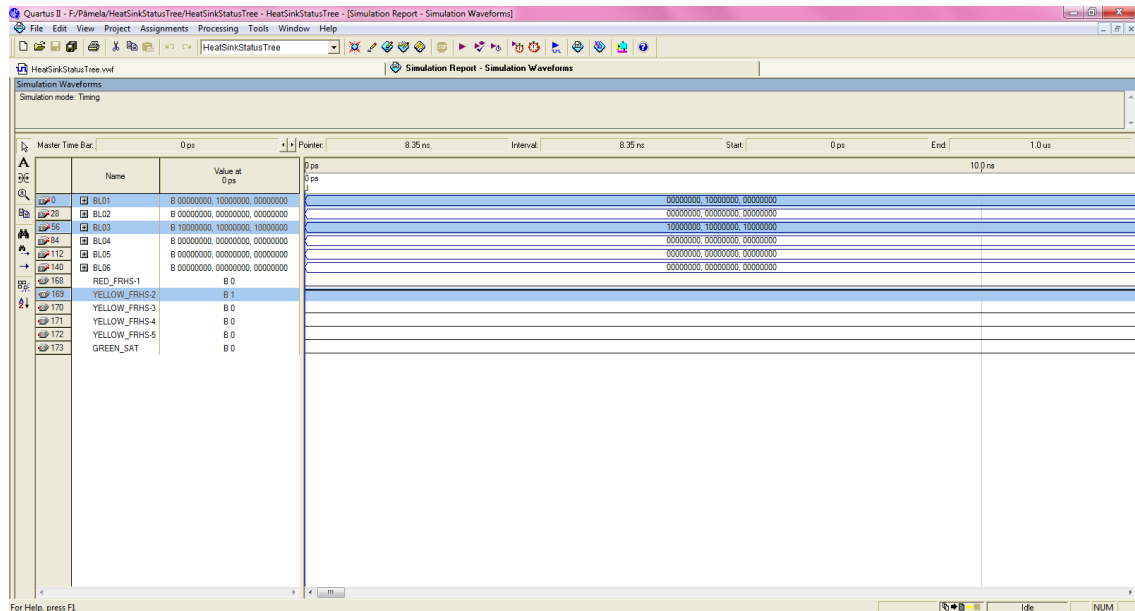 Quartus II - F:/Pâmela/HeatSinkStatusTree/HeatSinkStatusTree - HeatSinkStatusTree - [Simulation Report - Simulation Waveforms]
File Edit View Project Assignments Processing Tools Window Help
HeatSinkStatusTree
HeatSinkStatusTree.vwf Simulation Report - Simulation Waveforms
Simulation Waveforms
Simulation mode: Timing
Master Time Bar: 0 ps Pointer: 8.35 ns Interval: 8.35 ns Start: 0 ps End: 1.0 us
Name Value at 0 ps 0 ps 10.0 ns
0 ps
0 BL01 B 00000000, 10000000, 00000000 00000000, 10000000, 00000000
28 BL02 B 00000000, 00000000, 00000000 00000000, 00000000, 00000000
56 BL03 B 10000000, 10000000, 10000000 10000000, 10000000, 10000000
84 BL04 B 00000000, 00000000, 00000000 00000000, 00000000, 00000000
112 BL05 B 00000000, 00000000, 00000000 00000000, 00000000, 00000000
140 BL06 B 00000000, 00000000, 00000000 00000000, 00000000, 00000000
168 RED_FRHS-1 B 0
169 YELLOW_FRHS-2 B 1
170 YELLOW_FRHS-3 B 0
171 YELLOW_FRHS-4 B 0
172 YELLOW_FRHS-5 B 0
173 GREEN_SAT B 0
For Help, press F1 Idle NUM